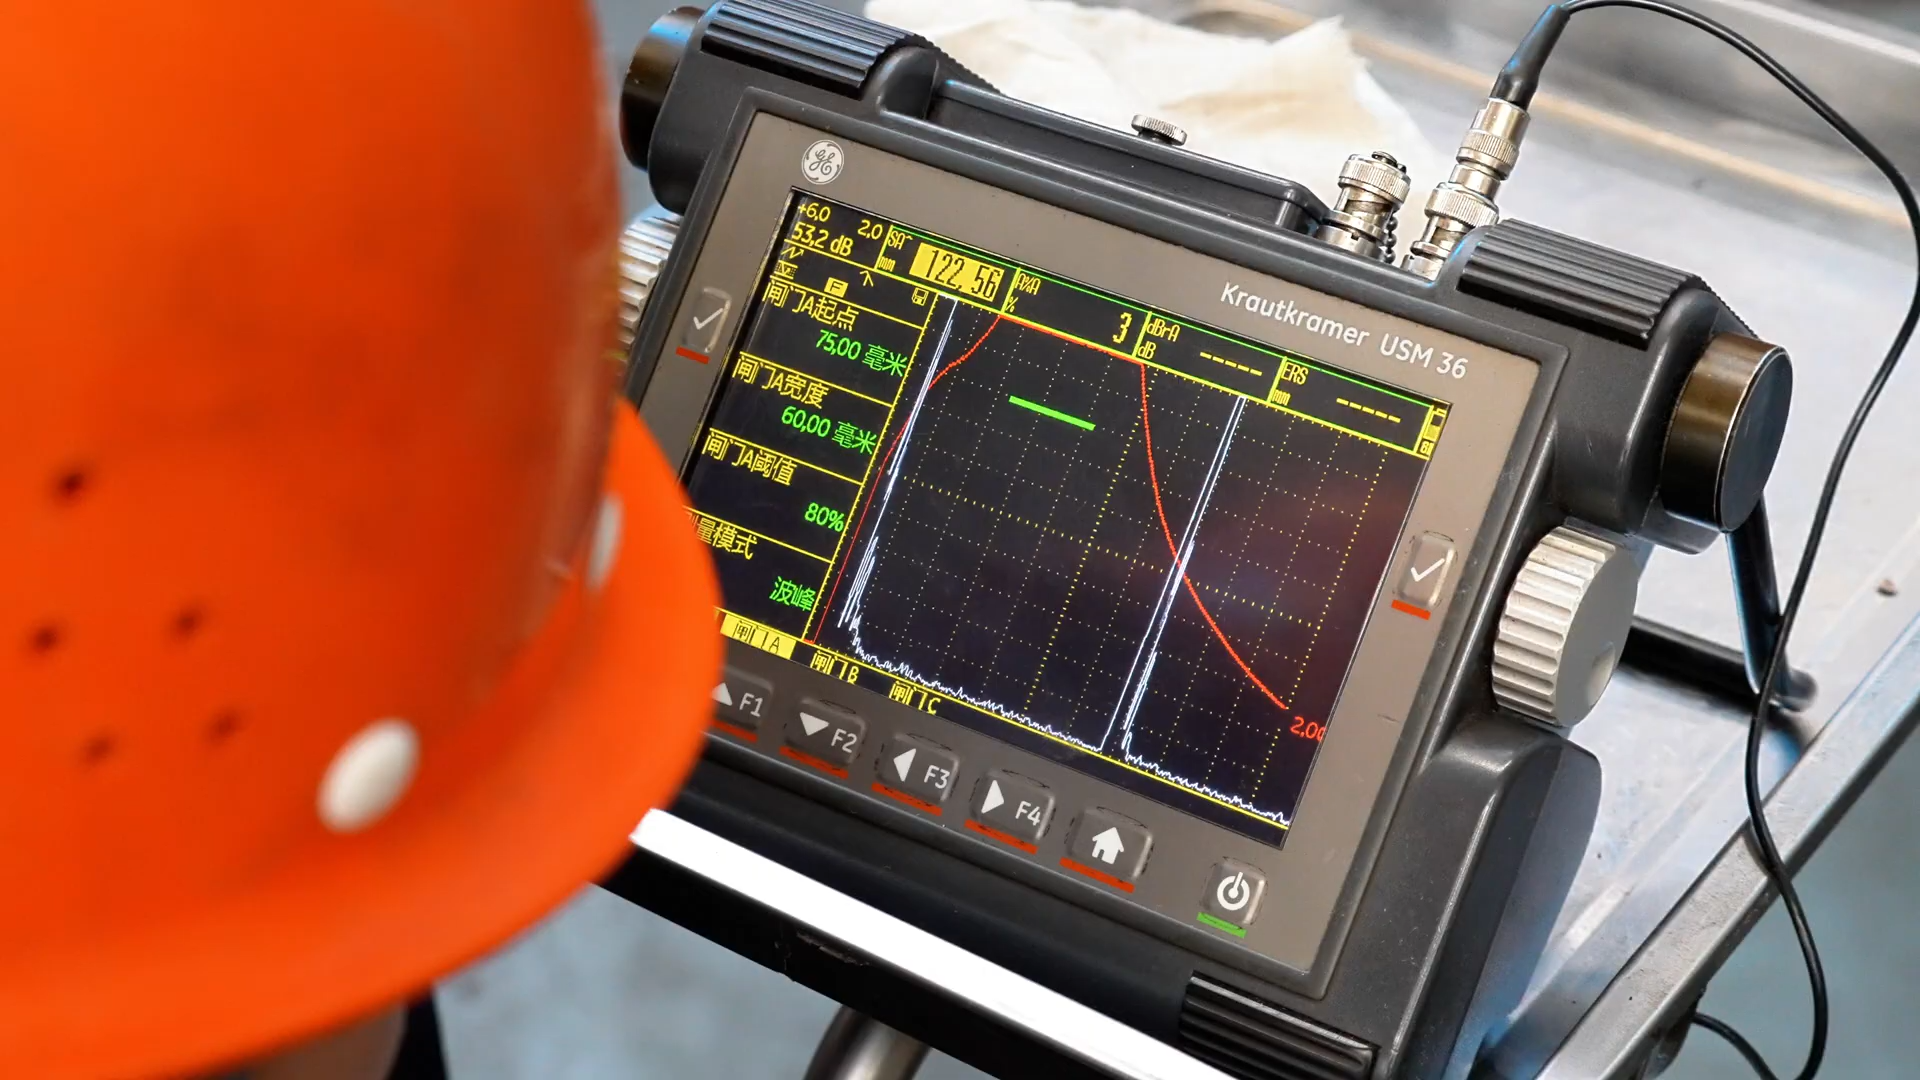 GE
Krautkramer USM 36
+6,0 2,0
53,2 dB
SA^ mm 122,56
A%A % 3
dBrA dB -----
ERS mm -----
闸门A起点
75,00 毫米
闸门A宽度
60,00 毫米
闸门A阈值
80%
量模式
波峰
闸门A 闸门B 闸门C
2,00
F1 F2 F3 F4